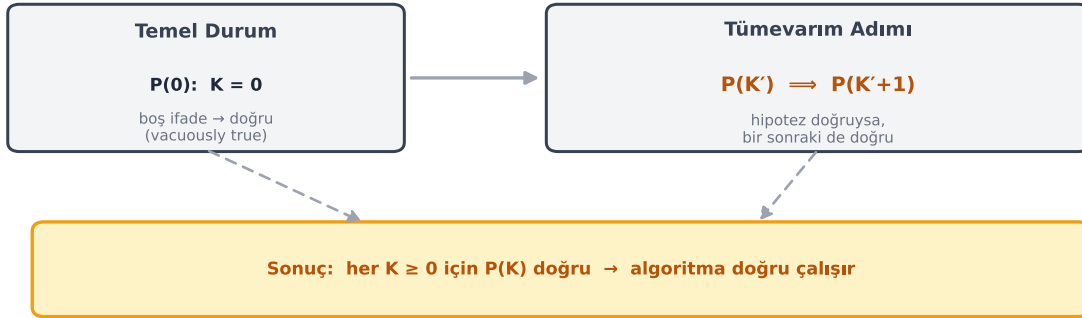 Temel Durum
P(0):  K = 0
boş ifade → doğru
(vacuously true)
Tümevarım Adımı
P(K′)  ⟹  P(K′+1)
hipotez doğruysa,
bir sonraki de doğru
Sonuç:  her K ≥ 0 için P(K) doğru  →  algoritma doğru çalışır